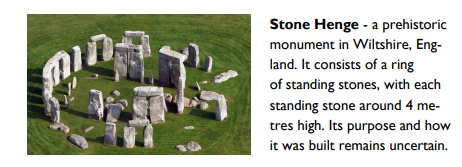 Stone Henge - a prehistoric
monument in Wiltshire, Eng-
land. It consists of a ring
of standing stones, with each
standing stone around 4 me-
tres high. Its purpose and how
it was built remains uncertain.